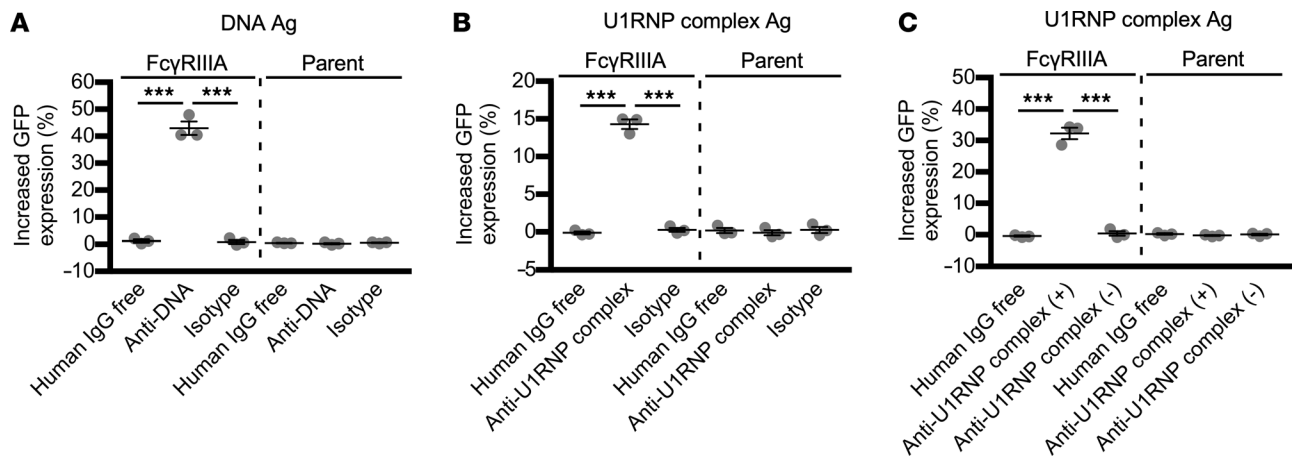 A
DNA Ag
FcγRIIIA
Parent
*** ***
Increased GFP
expression (%)
60
50
40
30
20
10
0
–10
Human IgG free
Anti-DNA
Isotype
Human IgG free
Anti-DNA
Isotype
B
U1RNP complex Ag
FcγRIIIA
Parent
*** ***
Increased GFP
expression (%)
20
15
10
5
0
–5
Human IgG free
Anti-U1RNP complex
Isotype
Human IgG free
Anti-U1RNP complex
Isotype
C
U1RNP complex Ag
FcγRIIIA
Parent
*** ***
Increased GFP
expression (%)
50
40
30
20
10
0
–10
Human IgG free
Anti-U1RNP complex (+)
Anti-U1RNP complex (-)
Human IgG free
Anti-U1RNP complex (+)
Anti-U1RNP complex (-)